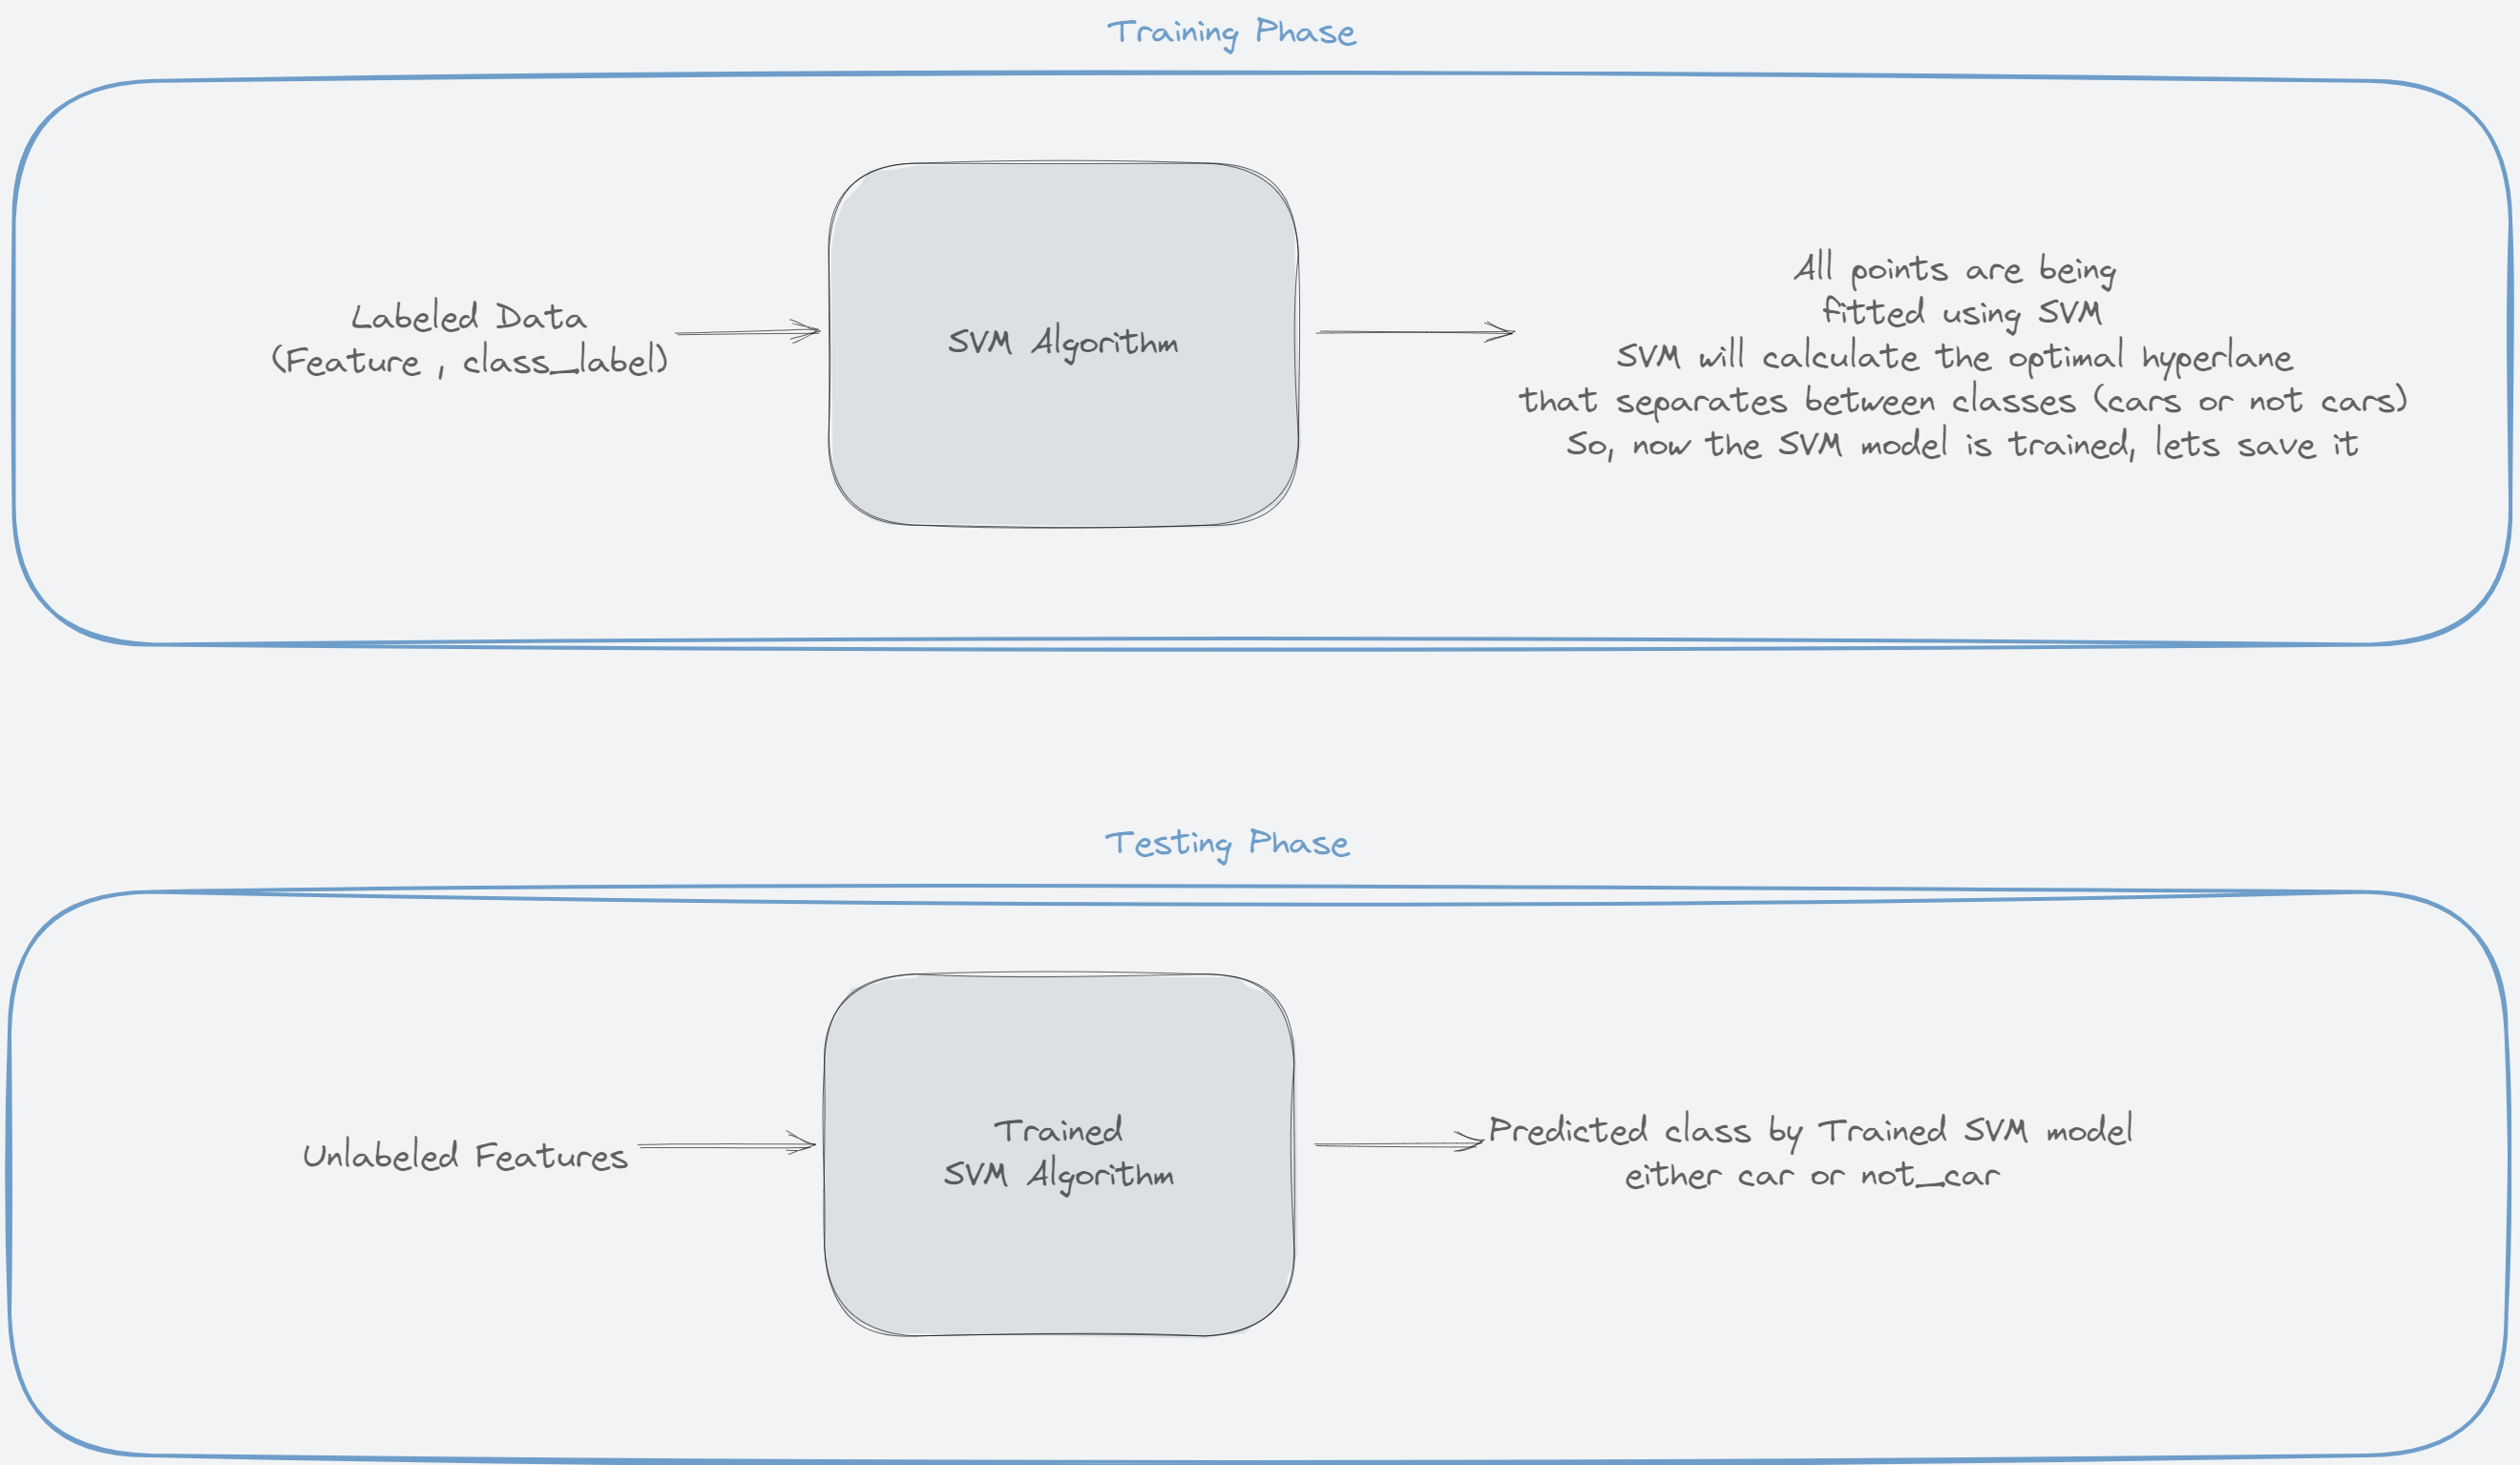 Training Phase
Labeled Data
(Feature , class_label)
SVM Algorithm
All points are being
fitted using SVM
SVM will calculate the optimal hyperlane
that separates between classes (cars or not cars)
So, now the SVM model is trained, lets save it
Testing Phase
Unlabeled Features
Trained
SVM Algorithm
Predicted class by Trained SVM model
either car or not_car